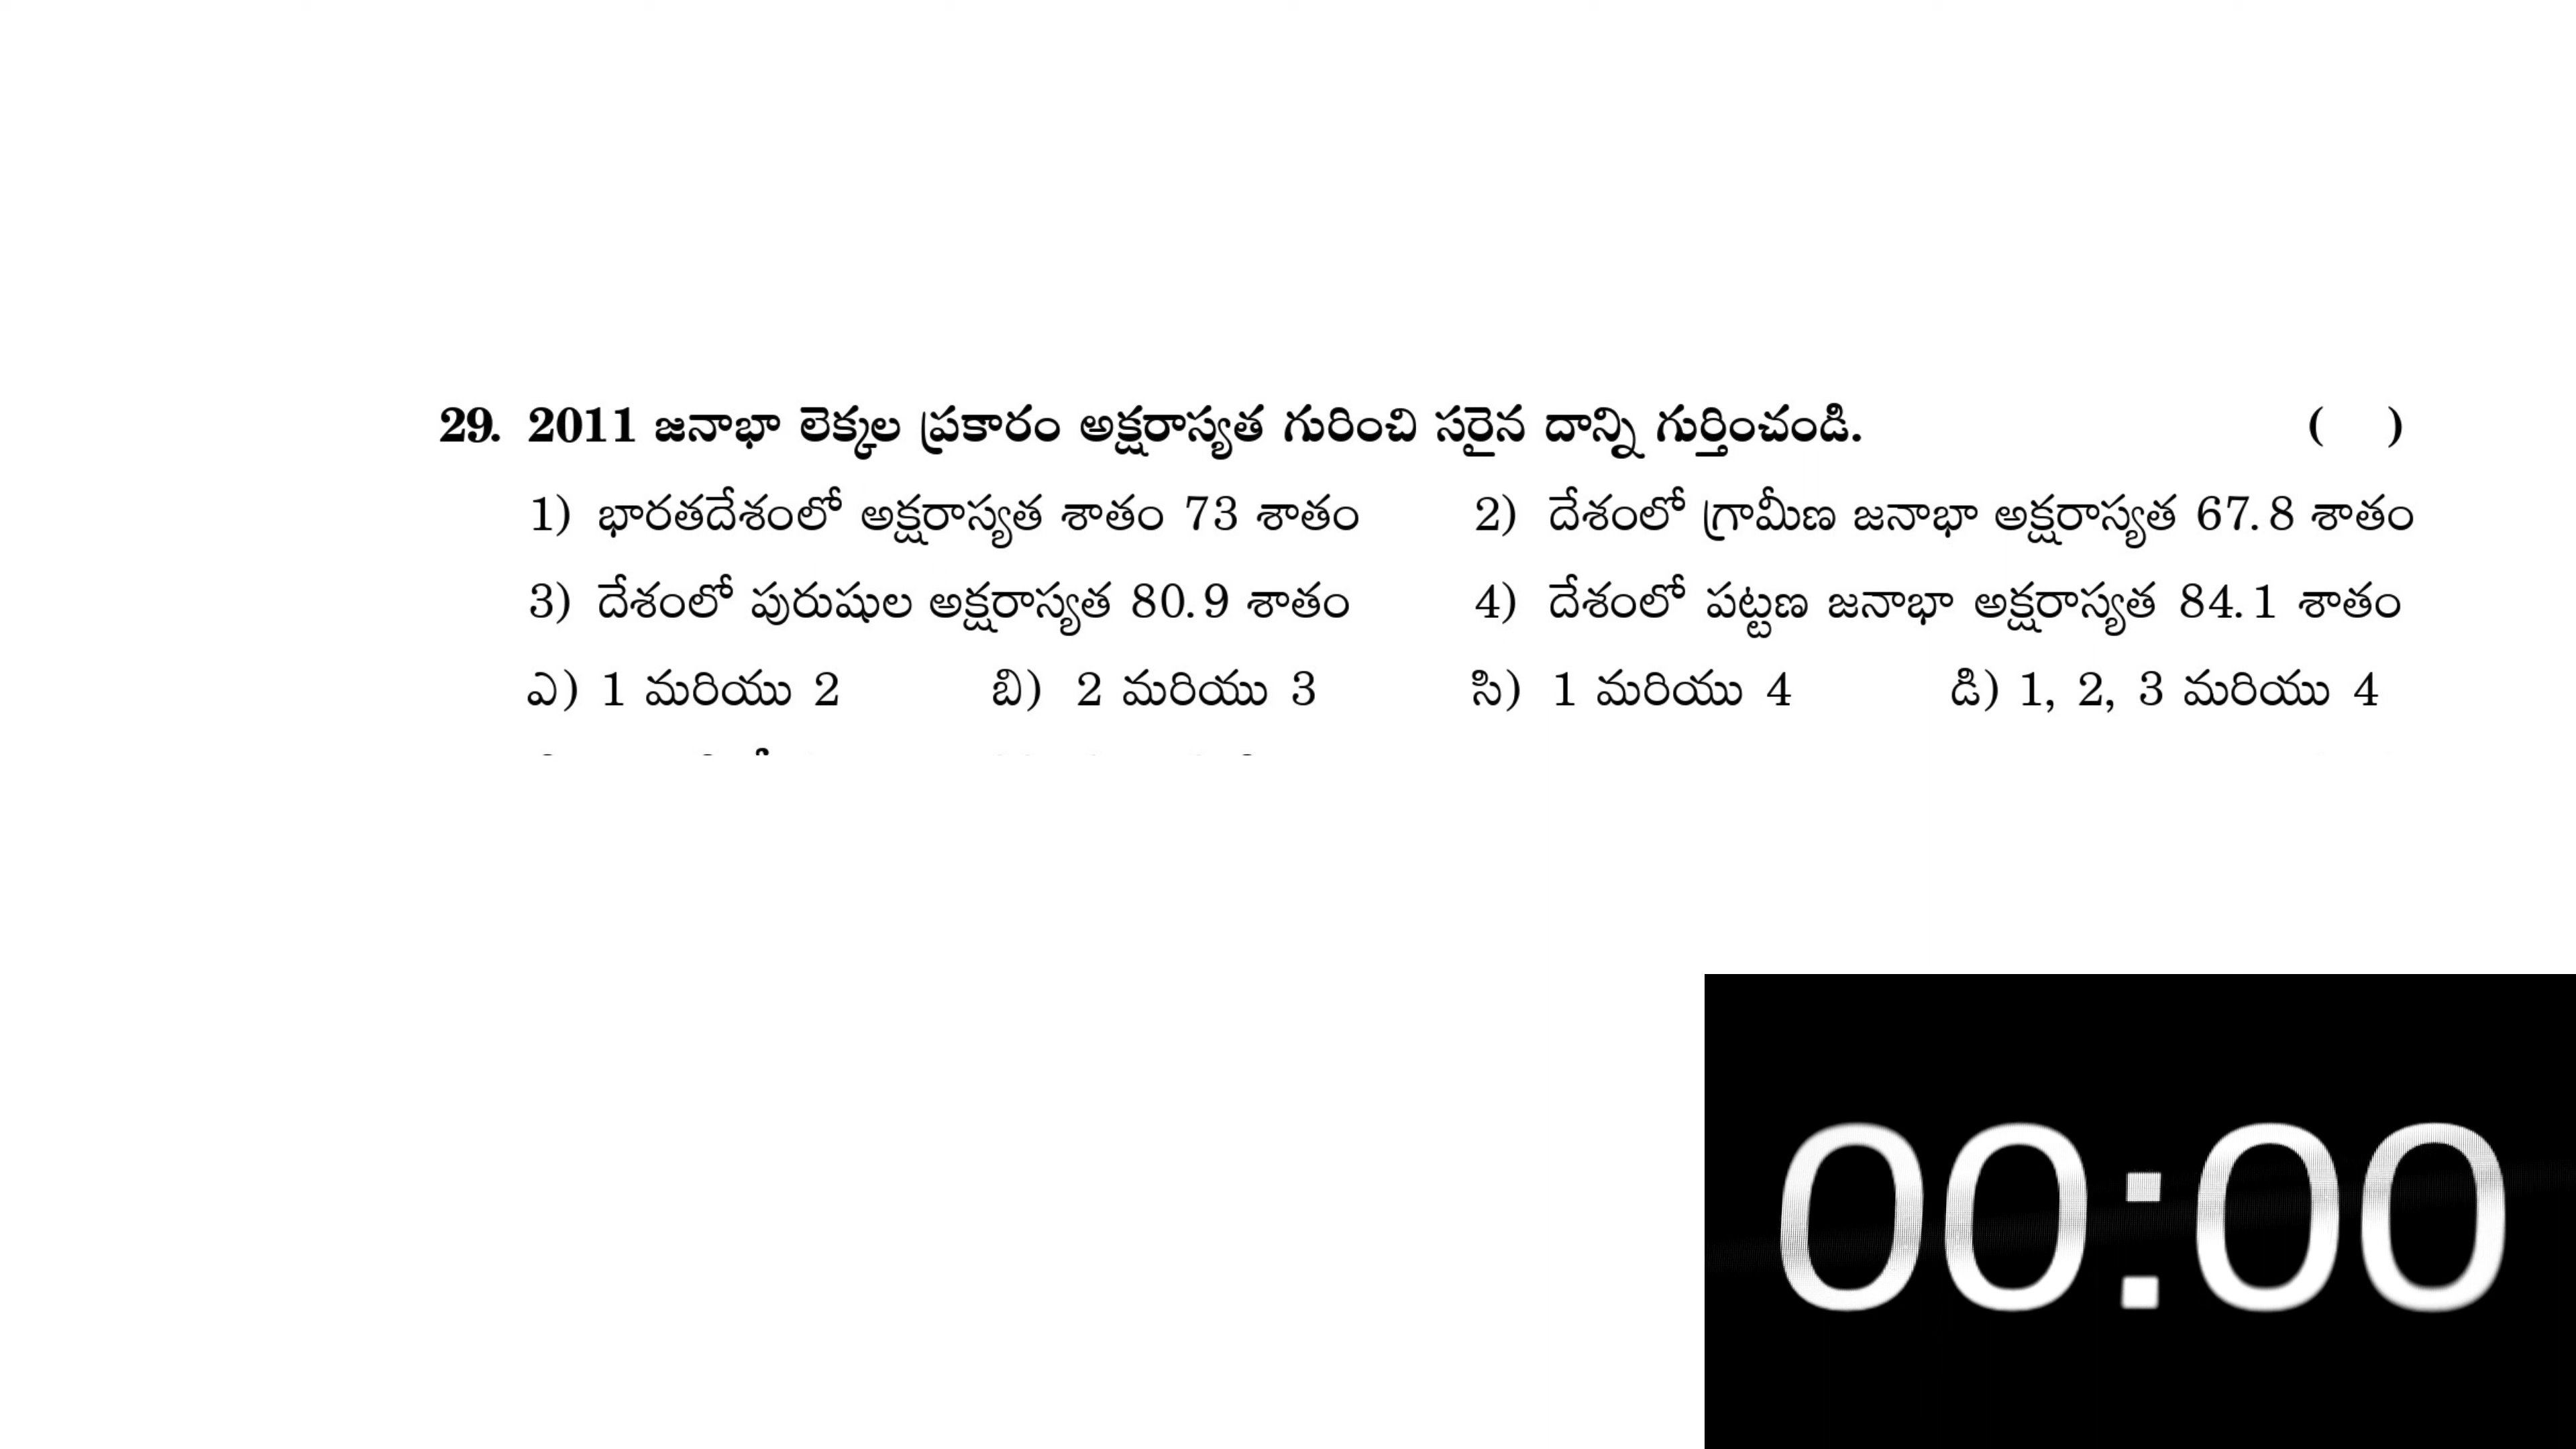 29. 2011 జనాభా లెక్కల ప్రకారం అక్షరాస్యత గురించి సరైన దాన్ని గుర్తించండి. ( )
1) భారతదేశంలో అక్షరాస్యత శాతం 73 శాతం 2) దేశంలో గ్రామీణ జనాభా అక్షరాస్యత 67.8 శాతం
3) దేశంలో పురుషుల అక్షరాస్యత 80.9 శాతం 4) దేశంలో పట్టణ జనాభా అక్షరాస్యత 84.1 శాతం
ఎ) 1 మరియు 2 బి) 2 మరియు 3 సి) 1 మరియు 4 డి) 1, 2, 3 మరియు 4
00:00